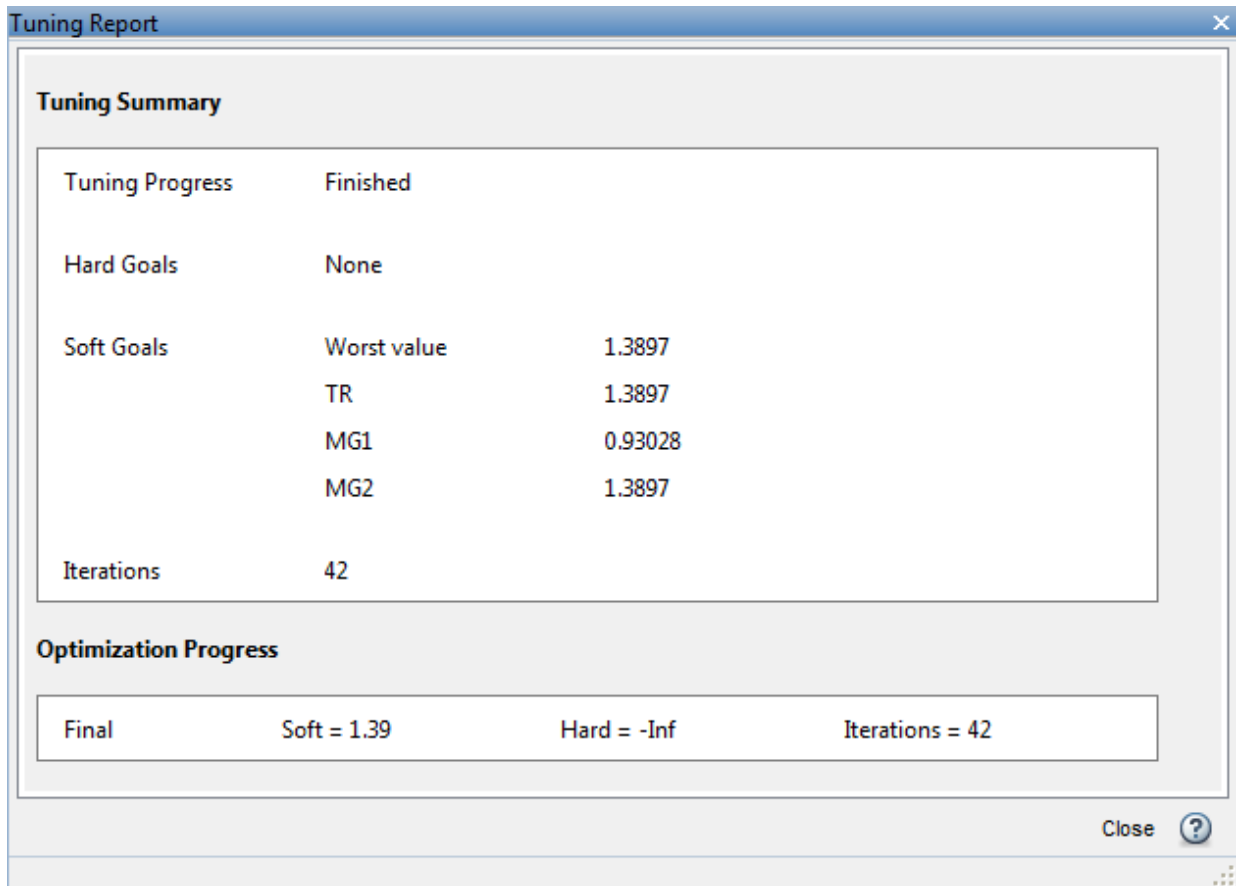 Tuning Report
Tuning Summary
Tuning Progress Finished
Hard Goals None
Soft Goals Worst value 1.3897
TR 1.3897
MG1 0.93028
MG2 1.3897
Iterations 42
Optimization Progress
Final Soft = 1.39 Hard = -Inf Iterations = 42
Close ?